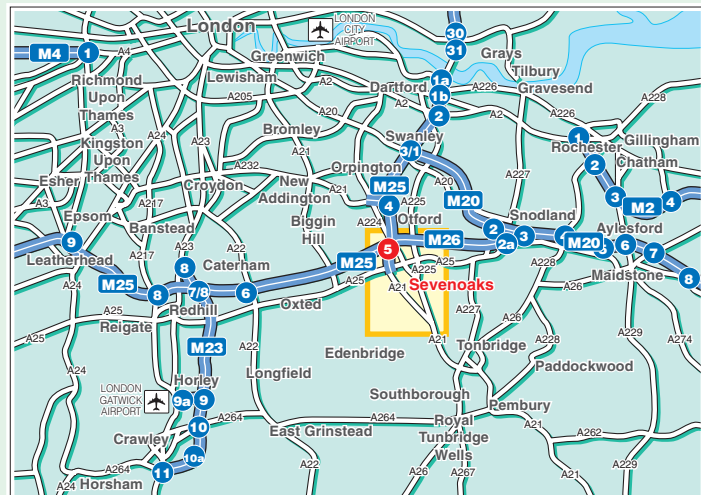 London
LONDON
CITY
AIRPORT
30
31
M4
1
A4
Greenwich
Grays
Richmond
Upon
Thames
Lewisham
A2
Dartford
1a
1b
A226
Tilbury
Gravesend
A205
A20
A2
2
A226
A228
A3
A24
A23
Bromley
A21
Swanley
3/1
1
Rochester
Gillingham
Kingston
Upon
Thames
A232
Orpington
A20
A227
2
Chatham
Esher
A217
Croydon
New
Addington
A21
M25
4
A225
M20
3
M2
4
A3
Epsom
Banstead
A224
Otford
Snodland
Aylesford
9
Leatherhead
A217
A23
A22
Biggin
Hill
5
M26
2
2a
3
M20
6
7
8
Caterham
M25
A25
A225
A25
A228
Maidstone
8
A24
M25
8
7/8
6
Oxted
A25
A21
Sevenoaks
A26
A26
Redhill
A25
Reigate
A227
A26
A229
A274
M23
A22
Edenbridge
A21
Tonbridge
A228
A24
LONDON
GATWICK
AIRPORT
Horley
9a
9
Longfield
Paddockwood
Southborough
Pembury
10
A264
East Grinstead
A264
Royal
Tunbridge
Wells
A21
A262
Crawley
A264
10a
11
A24
Horsham
A22
A26
A267
A21
A229